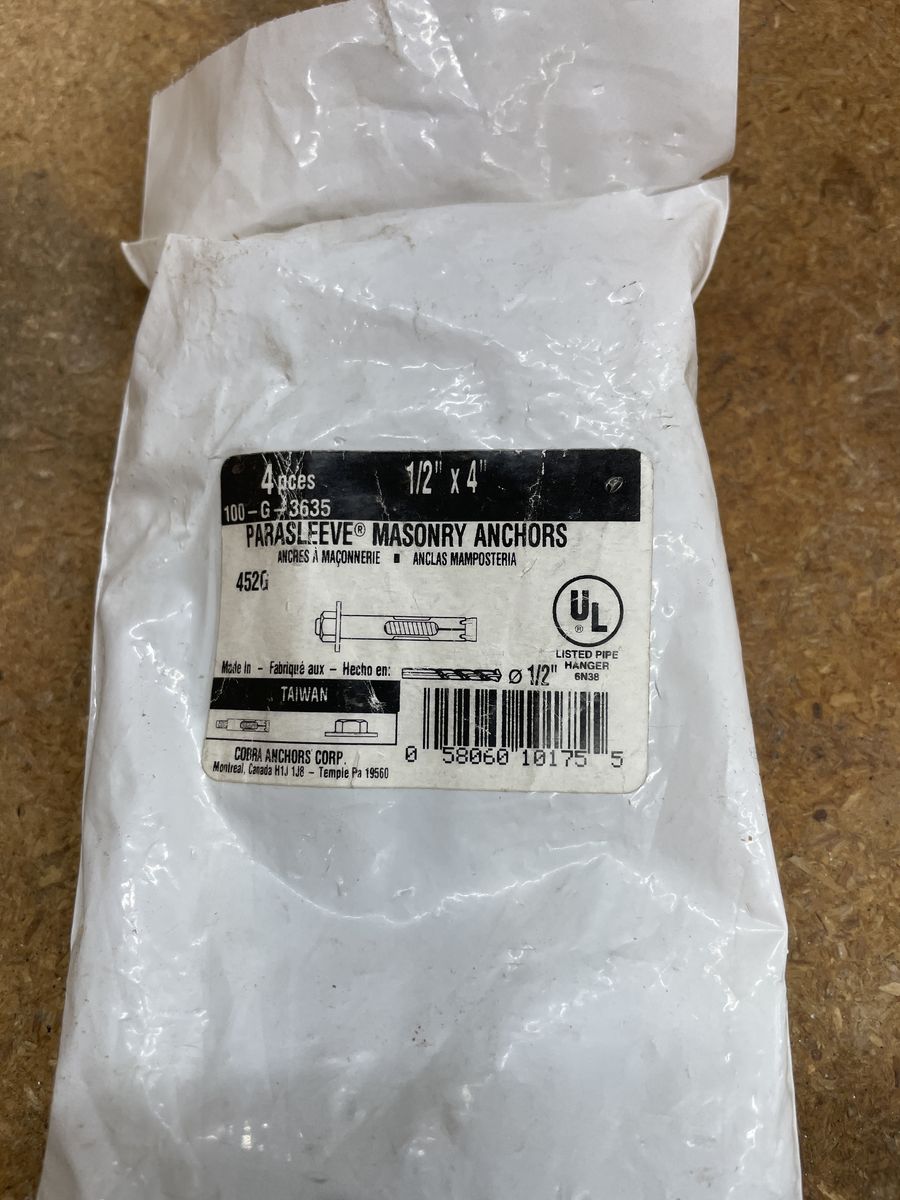 4 pces 1/2" x 4"
100-G-3635
PARASLEEVE® MASONRY ANCHORS
ANCRES À MAÇONNERIE ■ ANCLAS MAMPOSTERIA
452G
UL
®
LISTED PIPE
HANGER
6N38
Made in - Fabriqué aux - Hecho en:
Ø 1/2"
TAIWAN
COBRA ANCHORS CORP.
Montreal, Canada H1J 1J8 - Temple Pa 19560
0 58060 10175 5